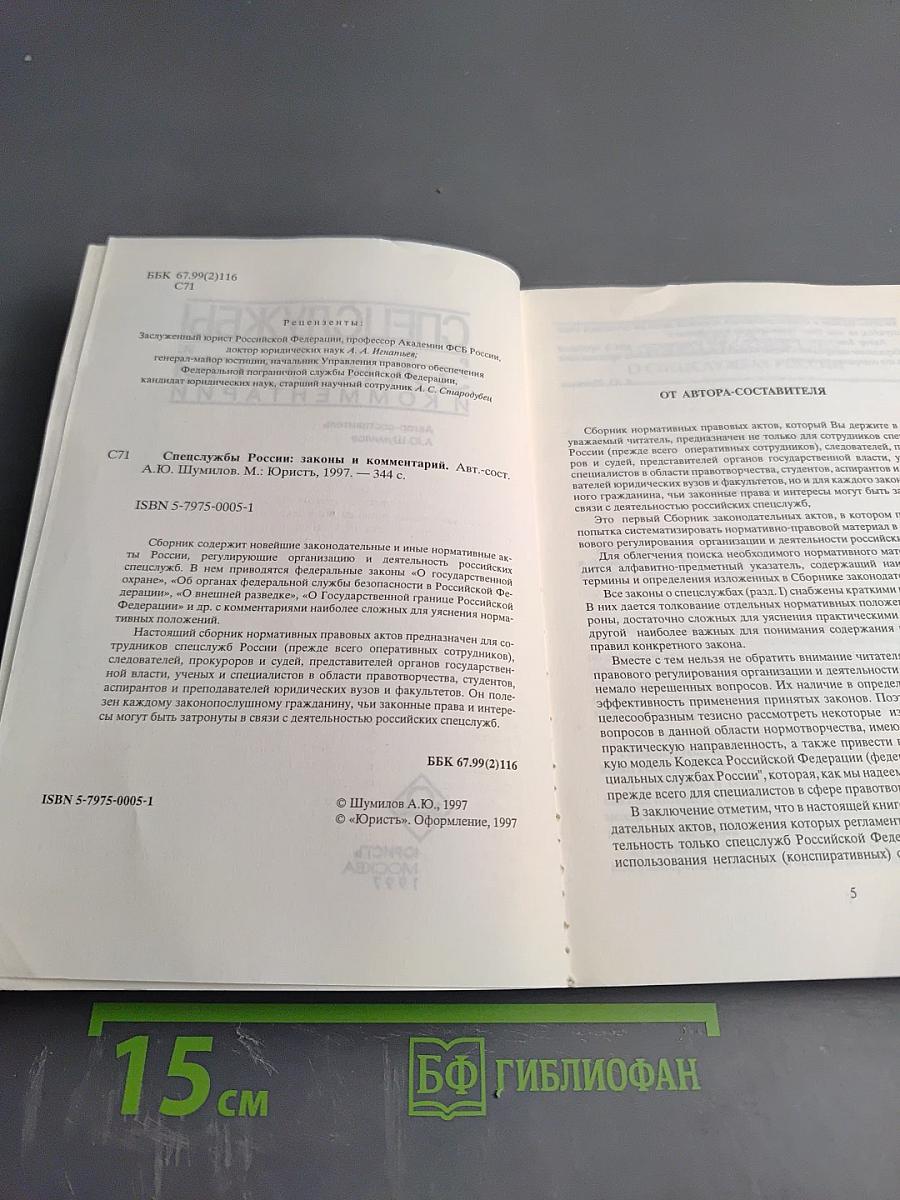 ББК 67.99(2)116
С71
Рецензенты:
Заслуженный юрист Российской Федерации, профессор Академии ФСБ России,
доктор юридических наук А. А. Игнатьев;
генерал-майор юстиции, начальник Управления правового обеспечения
Федеральной пограничной службы Российской Федерации,
кандидат юридических наук, старший научный сотрудник А. С. Стародубец
С71 Спецслужбы России: законы и комментарий. Авт.-сост.
А.Ю. Шумилов. М.: Юристъ, 1997. — 344 с.
ISBN 5-7975-0005-1
Сборник содержит новейшие законодательные и иные нормативные ак-
ты России, регулирующие организацию и деятельность российских
спецслужб. В нем приводятся федеральные законы «О государственной
охране», «Об органах федеральной службы безопасности в Российской Фе-
дерации», «О внешней разведке», «О Государственной границе Российской
Федерации» и др. с комментариями наиболее сложных для уяснения норма-
тивных положений.
Настоящий сборник нормативных правовых актов предназначен для со-
трудников спецслужб России (прежде всего оперативных сотрудников),
следователей, прокуроров и судей, представителей органов государствен-
ной власти, ученых и специалистов в области правотворчества, студентов,
аспирантов и преподавателей юридических вузов и факультетов. Он поле-
зен каждому законопослушному гражданину, чьи законные права и интере-
сы могут быть затронуты в связи с деятельностью российских спецслужб.
ББК 67.99(2)116
ISBN 5-7975-0005-1
© Шумилов А.Ю., 1997
© «Юристъ». Оформление, 1997
ОТ АВТОРА-СОСТАВИТЕЛЯ
Сборник нормативных правовых актов, который Вы держите в
уважаемый читатель, предназначен не только для сотрудников спе
России (прежде всего оперативных сотрудников), следователей, п
ров и судей, представителей органов государственной власти, у
специалистов в области правотворчества, студентов, аспирантов и
вателей юридических вузов и факультетов, но и для каждого закон
ного гражданина, чьи законные права и интересы могут быть за
связи с деятельностью российских спецслужб.
Это первый Сборник законодательных актов, в котором п
попытка систематизировать нормативно-правовой материал в
вового регулирования организации и деятельности российски
Для облегчения поиска необходимого нормативного мат
дится алфавитно-предметный указатель, содержащий наи
термины и определения изложенных в Сборнике законодате
Все законы о спецслужбах (разд. I) снабжены краткими
В них дается толкование отдельных нормативных положен
роны, достаточно сложных для уяснения практическими
другой наиболее важных для понимания содержания
правил конкретного закона.
Вместе с тем нельзя не обратить внимание читател
правового регулирования организации и деятельности
немало нерешенных вопросов. Их наличие в определ
эффективность применения принятых законов. Поэт
целесообразным тезисно рассмотреть некоторые из
вопросов в данной области нормотворчества, имею
практическую направленность, а также привести
кую модель Кодекса Российской Федерации (феде
циальных службах России", которая, как мы надеем
прежде всего для специалистов в сфере правотво
В заключение отметим, что в настоящей книг
дательных актов, положения которых регламент
тельность только спецслужб Российской Феде
использования негласных (конспиративных) с
5
15 см
БФ ГИБЛИОФАН